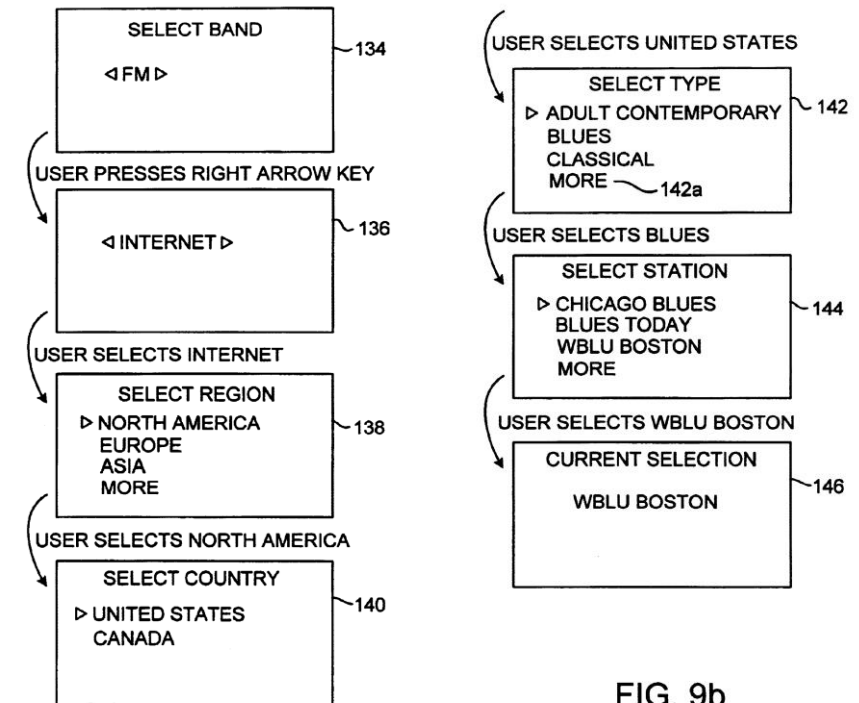 SELECT BAND
◁ FM ▷
134
USER PRESSES RIGHT ARROW KEY
◁ INTERNET ▷
136
USER SELECTS INTERNET
SELECT REGION
▷ NORTH AMERICA
EUROPE
ASIA
MORE
138
USER SELECTS NORTH AMERICA
SELECT COUNTRY
▷ UNITED STATES
CANADA
140
USER SELECTS UNITED STATES
SELECT TYPE
▷ ADULT CONTEMPORARY
BLUES
CLASSICAL
MORE 142a
142
USER SELECTS BLUES
SELECT STATION
▷ CHICAGO BLUES
BLUES TODAY
WBLU BOSTON
MORE
144
USER SELECTS WBLU BOSTON
CURRENT SELECTION
WBLU BOSTON
146
FIG. 9b